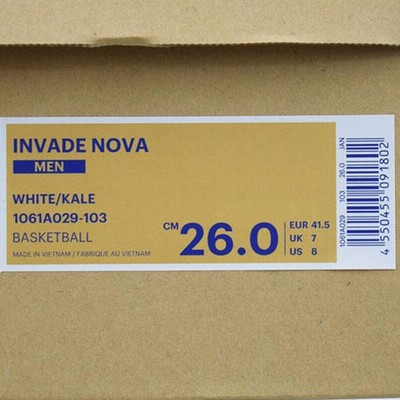 INVADE NOVA
MEN
WHITE/KALE
1061A029-103
BASKETBALL
MADE IN VIETNAM / FABRIQUE AU VIETNAM
CM 26.0
EUR 41.5
UK 7
US 8
1061A029 103 26.0 JAN
4 550455 091802